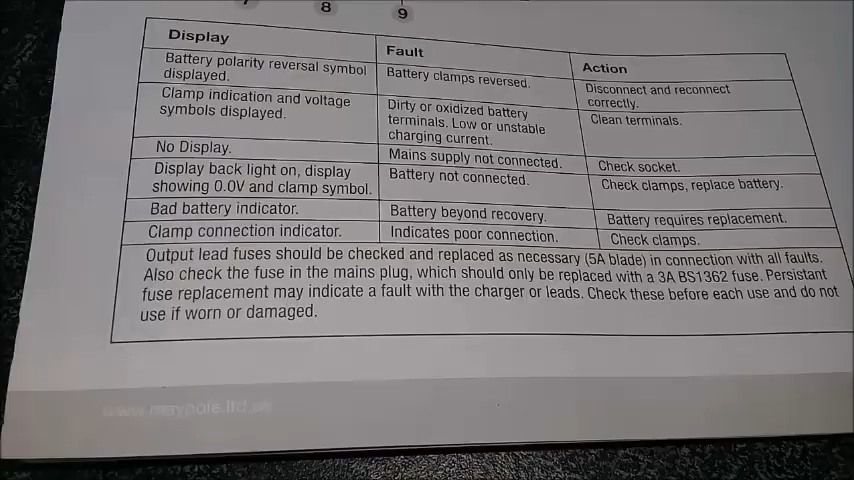 7 8 9
Display Fault Action
Battery polarity reversal symbol
displayed.
Battery clamps reversed.
Disconnect and reconnect
correctly.
Clamp indication and voltage
symbols displayed.
Dirty or oxidized battery
terminals. Low or unstable
charging current.
Clean terminals.
No Display.
Mains supply not connected.
Check socket.
Display back light on, display
showing 0.0V and clamp symbol.
Battery not connected.
Check clamps, replace battery.
Bad battery indicator.
Battery beyond recovery.
Battery requires replacement.
Clamp connection indicator.
Indicates poor connection.
Check clamps.
Output lead fuses should be checked and replaced as necessary (5A blade) in connection with all faults.
Also check the fuse in the mains plug, which should only be replaced with a 3A BS1362 fuse. Persistant
fuse replacement may indicate a fault with the charger or leads. Check these before each use and do not
use if worn or damaged.
www.maypole.ltd.uk